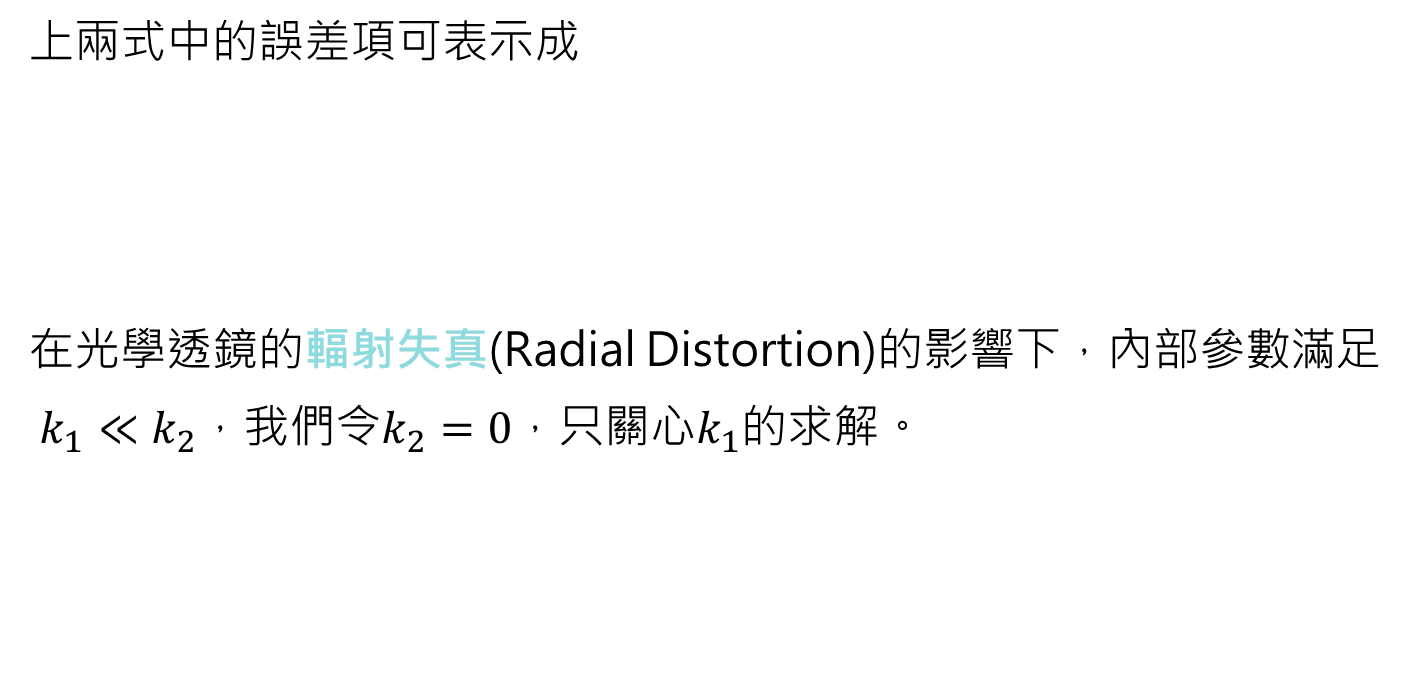 上兩式中的誤差項可表示成
在光學透鏡的輻射失真(Radial Distortion)的影響下，內部參數滿足
k₁ ≪ k₂，我們令k₂ = 0，只關心k₁的求解。